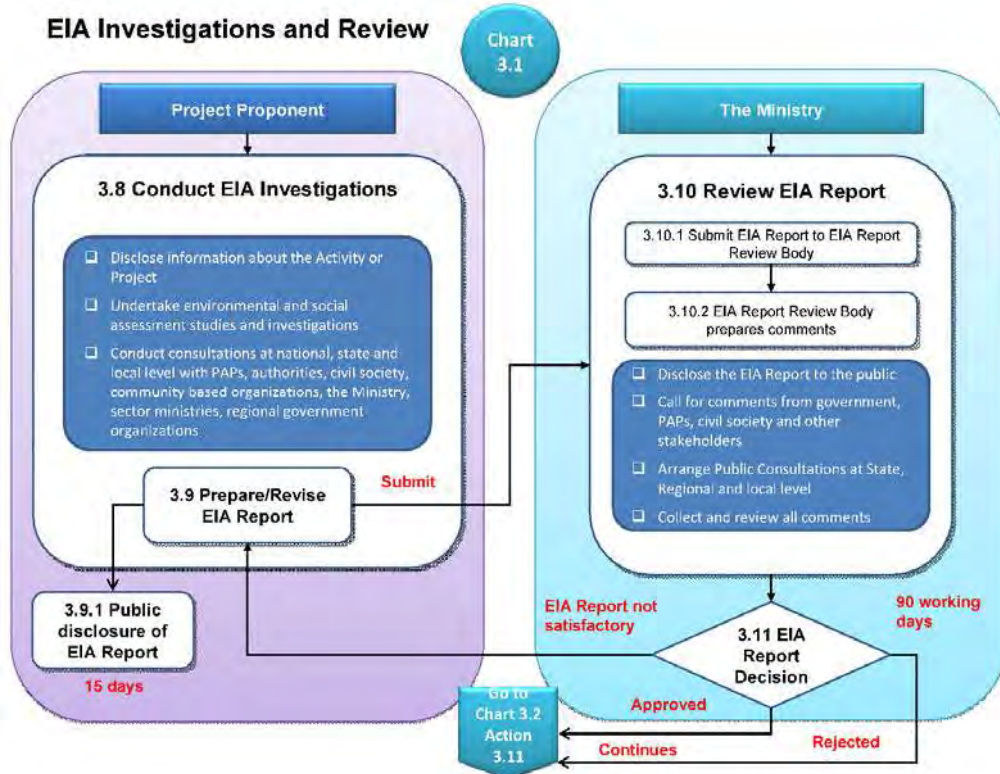 EIA Investigations and Review
Chart
3.1
Project Proponent
3.8 Conduct EIA Investigations
Disclose information about the Activity or
Project
Undertake environmental and social
assessment studies and investigations
Conduct consultations at national, state and
local level with PAPs, authorities, civil society,
community based organizations, the Ministry,
sector ministries, regional government
organizations
3.9 Prepare/Revise
EIA Report
Submit
3.9.1 Public
disclosure of
EIA Report
15 days
The Ministry
3.10 Review EIA Report
3.10.1 Submit EIA Report to EIA Report
Review Body
3.10.2 EIA Report Review Body
prepares comments
Disclose the EIA Report to the public
Call for comments from government,
PAPs, civil society and other
stakeholders
Arrange Public Consultations at State,
Regional and local level
Collect and review all comments
EIA Report not
satisfactory
90 working
days
3.11 EIA
Report
Decision
Approved
Continues
Rejected
Go to
Chart 3.2
Action
3.11